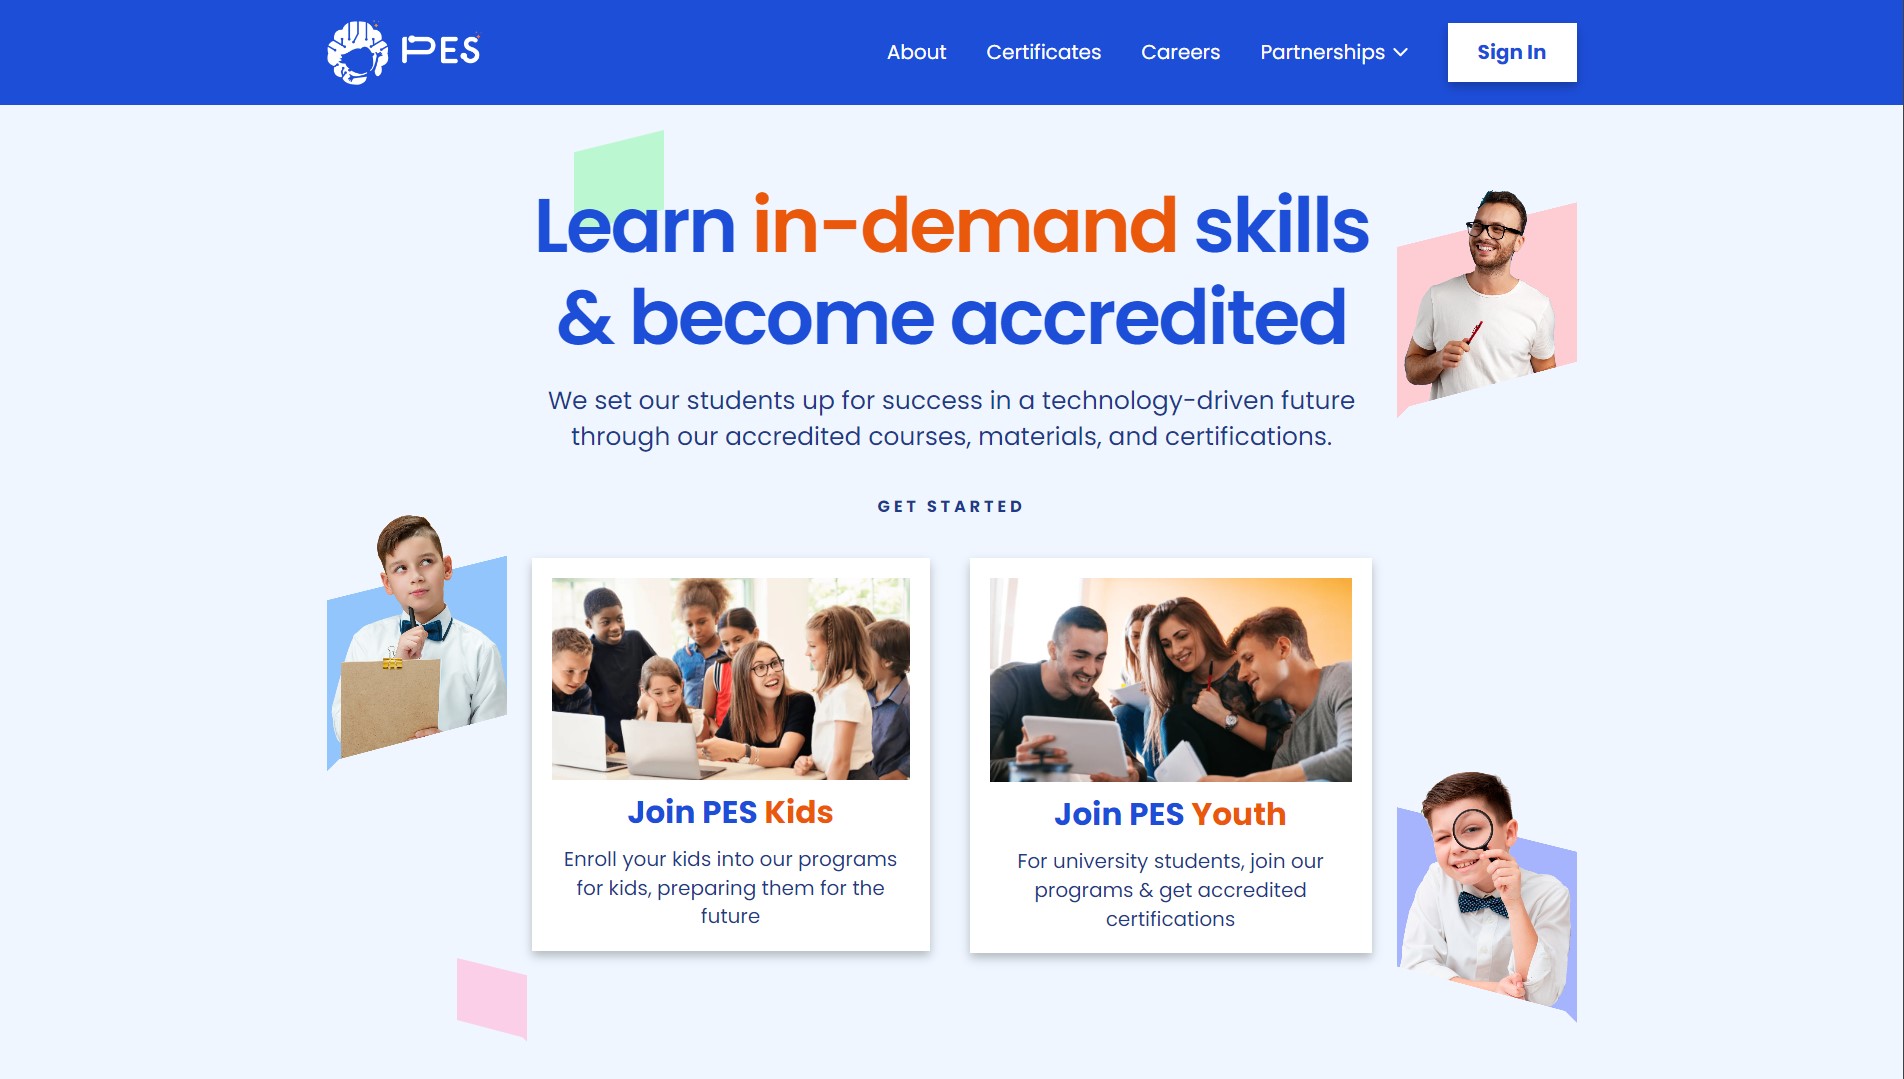 PES
About
Certificates
Careers
Partnerships
Sign In
Learn in-demand skills
& become accredited
We set our students up for success in a technology-driven future
through our accredited courses, materials, and certifications.
GET STARTED
Join PES Kids
Enroll your kids into our programs
for kids, preparing them for the
future
Join PES Youth
For university students, join our
programs & get accredited
certifications